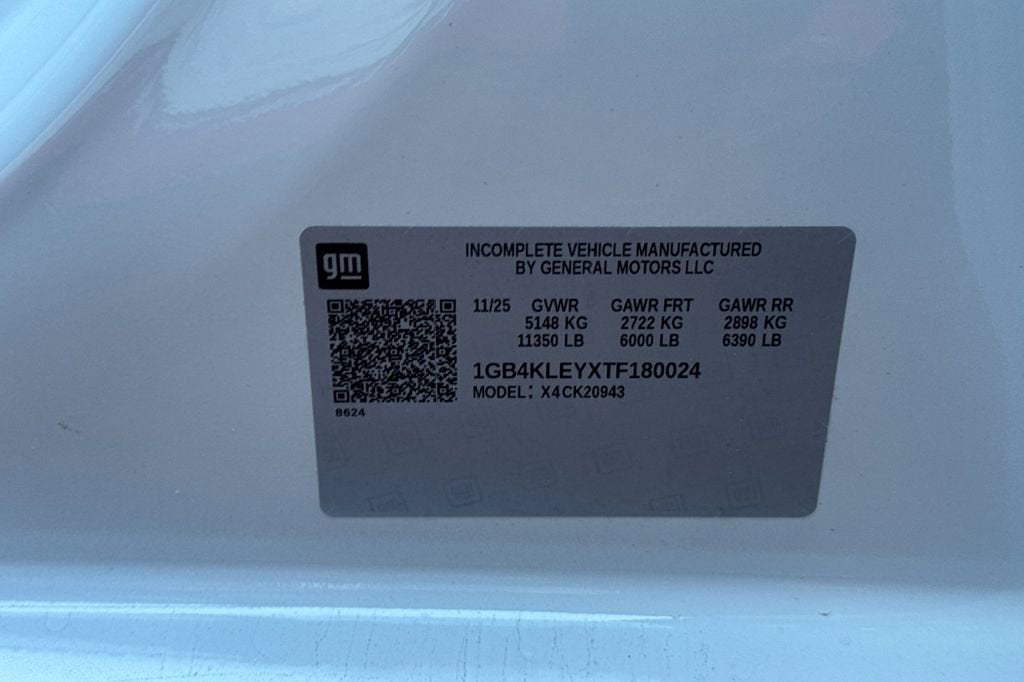 gm
INCOMPLETE VEHICLE MANUFACTURED
BY GENERAL MOTORS LLC
11/25 GVWR GAWR FRT GAWR RR
5148 KG 2722 KG 2898 KG
11350 LB 6000 LB 6390 LB
1GB4KLEYXTF180024
MODEL: X4CK20943
8624